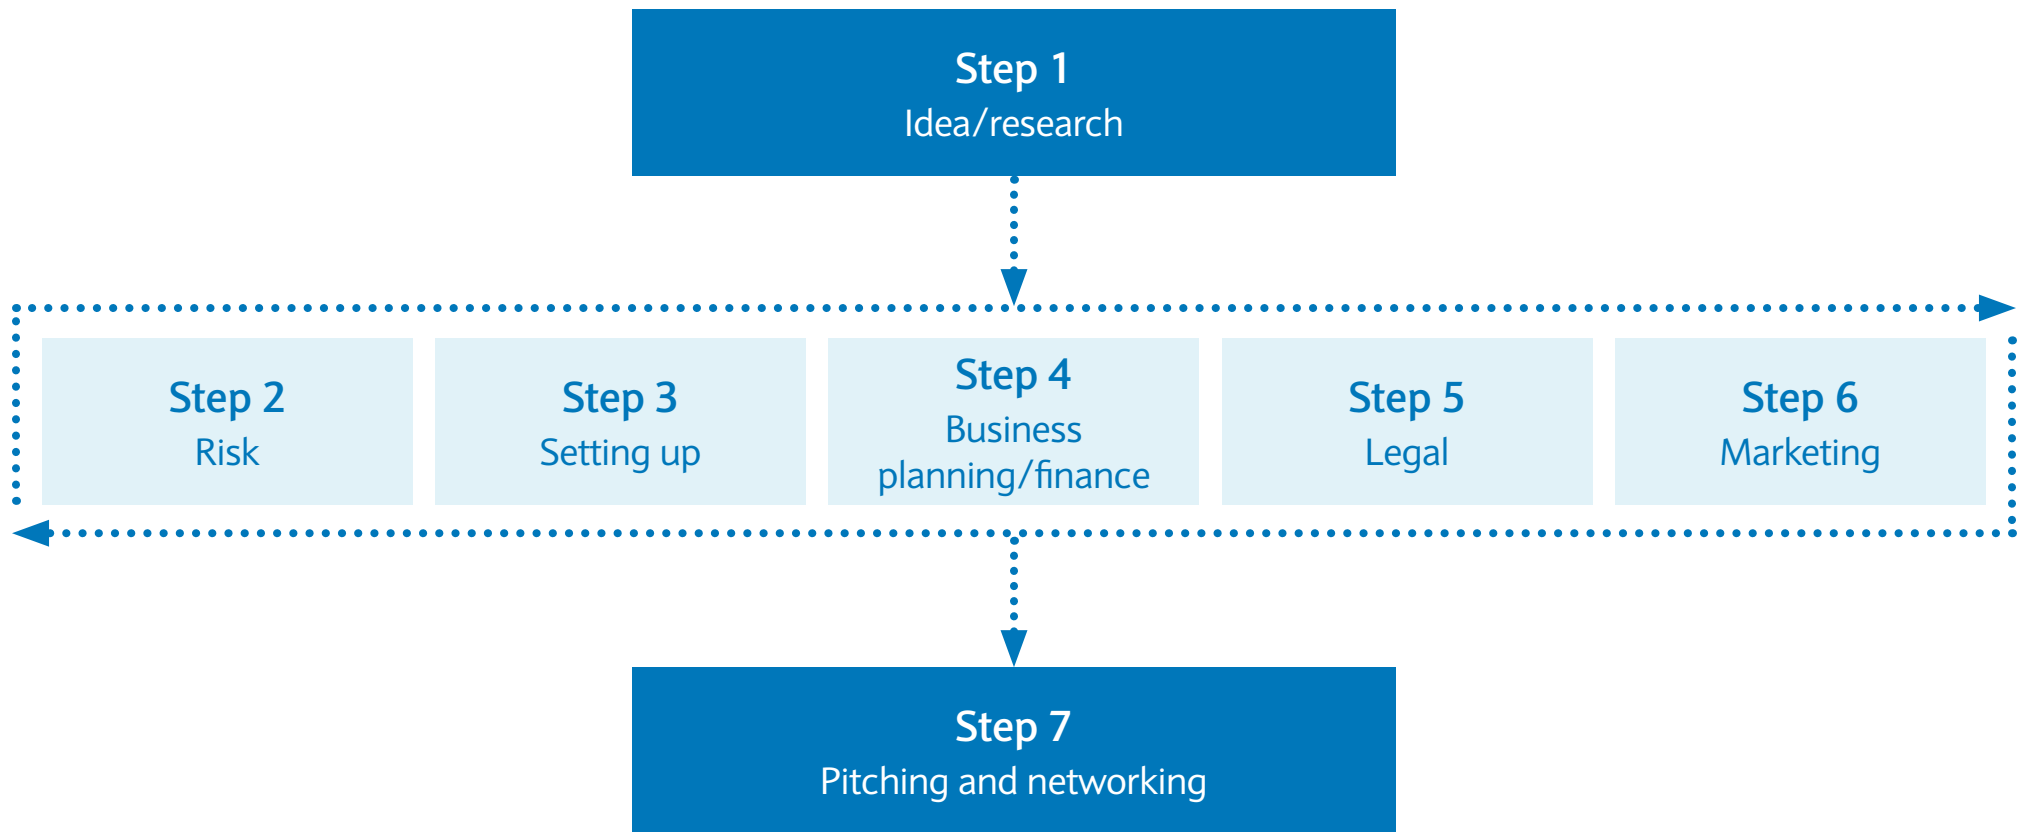 Step 1
Idea/research
Step 2
Risk
Step 3
Setting up
Step 4
Business
planning/finance
Step 5
Legal
Step 6
Marketing
Step 7
Pitching and networking